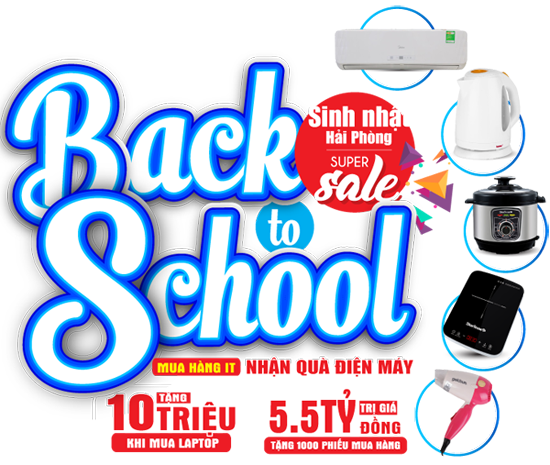 Back
to
School
Sinh nhật
Hải Phòng
SUPER
sale
MUA HÀNG IT NHẬN QUÀ ĐIỆN MÁY
TẶNG
10 TRIỆU
KHI MUA LAPTOP
5.5 TỶ TRỊ GIÁ
ĐỒNG
TẶNG 1000 PHIẾU MUA HÀNG